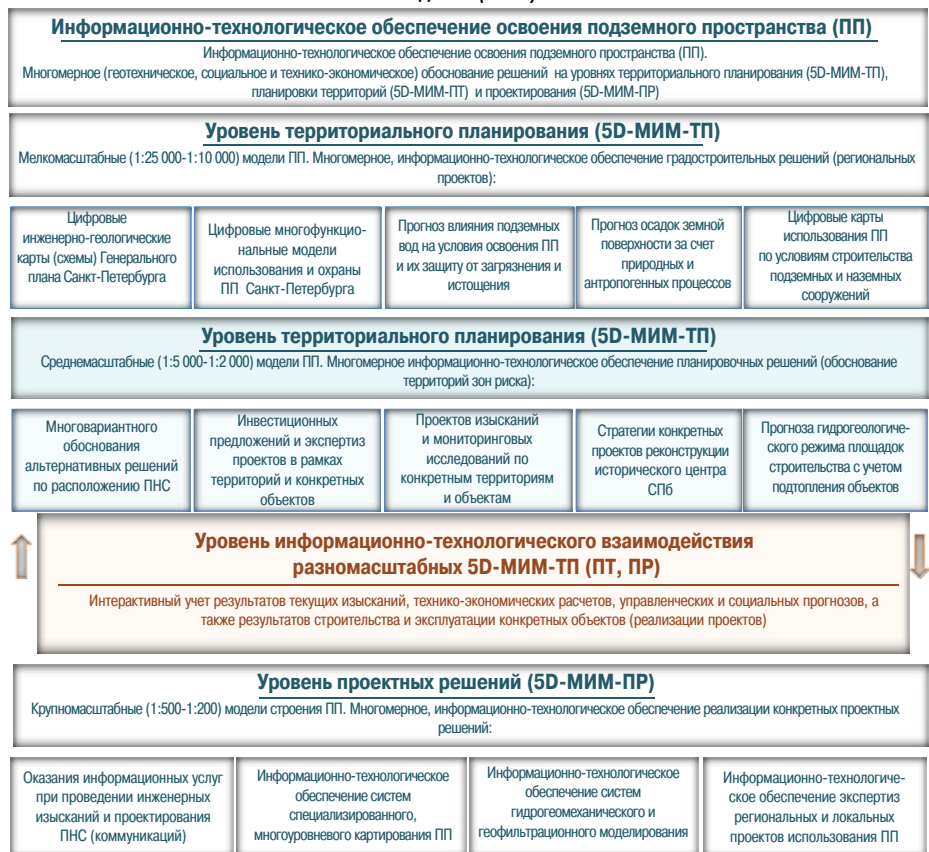 Информационно-технологическое обеспечение освоения подземного пространства (ПП)
Информационно-технологическое обеспечение освоения подземного пространства (ПП).
Многомерное (геотехническое, социальное и технико-экономическое) обоснование решений на уровнях территориального планирования (5D-МИМ-ТП),
планировки территорий (5D-МИМ-ПТ) и проектирования (5D-МИМ-ПР)
Уровень территориального планирования (5D-МИМ-ТП)
Мелкомасштабные (1:25 000-1:10 000) модели ПП. Многомерное, информационно-технологическое обеспечение градостроительных решений (региональных
проектов):
Цифровые
инженерно-геологические
карты (схемы) Генерального
плана Санкт-Петербурга
Цифровые многофункцио-
нальные модели
использования и охраны
ПП Санкт-Петербурга
Прогноз влияния подземных
вод на условия освоения ПП
и их защиту от загрязнения и
истощения
Прогноз осадок земной
поверхности за счет
природных и
антропогенных процессов
Цифровые карты
использования ПП
по условиям строительства
подземных и наземных
сооружений
Уровень территориального планирования (5D-МИМ-ТП)
Среднемасштабные (1:5 000-1:2 000) модели ПП. Многомерное информационно-технологическое обеспечение планировочных решений (обоснование
территорий зон риска):
Многовариантного
обоснования
альтернативных решений
по расположению ПНС
Инвестиционных
предложений и экспертиз
проектов в рамках
территорий и конкретных
объектов
Проектов изысканий
и мониторинговых
исследований по
конкретным территориям
и объектам
Стратегии конкретных
проектов реконструкции
исторического центра
СПб
Прогноза гидрогеологиче-
ского режима площадок
строительства с учетом
подтопления объектов
Уровень информационно-технологического взаимодействия
разномасштабных 5D-МИМ-ТП (ПТ, ПР)
Интерактивный учет результатов текущих изысканий, технико-экономических расчетов, управленческих и социальных прогнозов, а
также результатов строительства и эксплуатации конкретных объектов (реализации проектов)
Уровень проектных решений (5D-МИМ-ПР)
Крупномасштабные (1:500-1:200) модели строения ПП. Многомерное, информационно-технологическое обеспечение реализации конкретных проектных
решений:
Оказания информационных услуг
при проведении инженерных
изысканий и проектирования
ПНС (коммуникаций)
Информационно-технологическое
обеспечение систем
специализированного,
многоуровневого картирования ПП
Информационно-технологическое
обеспечение систем
гидрогеомеханического и
геофильтрационного моделирования
Информационно-технологиче-
ское обеспечение экспертиз
региональных и локальных
проектов использования ПП